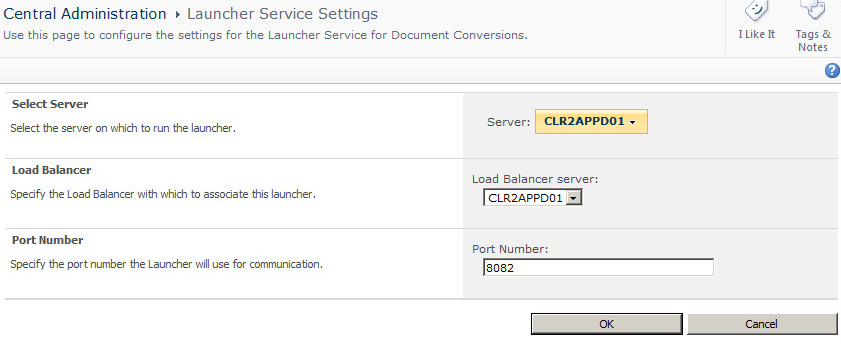 Central Administration ▸ Launcher Service Settings
Use this page to configure the settings for the Launcher Service for Document Conversions.
I Like It
Tags &
Notes
Select Server
Select the server on which to run the launcher.
Server: CLR2APPD01
Load Balancer
Specify the Load Balancer with which to associate this launcher.
Load Balancer server:
CLR2APPD01
Port Number
Specify the port number the Launcher will use for communication.
Port Number:
8082
OK
Cancel